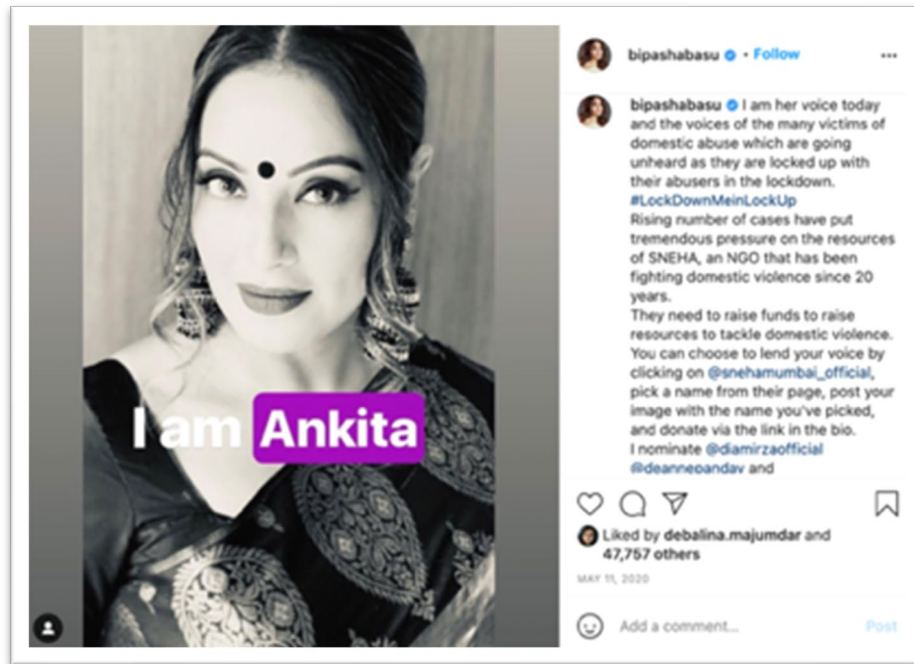 I am Ankita
bipashabasu • Follow
bipashabasu I am her voice today
and the voices of the many victims of
domestic abuse which are going
unheard as they are locked up with
their abusers in the lockdown.
#LockDownMeinLockUp
Rising number of cases have put
tremendous pressure on the resources
of SNEHA, an NGO that has been
fighting domestic violence since 20
years.
They need to raise funds to raise
resources to tackle domestic violence.
You can choose to lend your voice by
clicking on @snehamumbai_official,
pick a name from their page, post your
image with the name you've picked,
and donate via the link in the bio.
I nominate @diamirzaofficial
@deannepanday and
Liked by debalina.majumdar and
47,757 others
MAY 11, 2020
Add a comment... Post